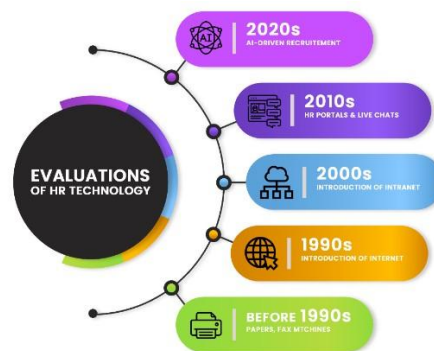 EVALUATIONS
OF HR TECHNOLOGY
AI
2020s
AI-DRIVEN RECRUITEMENT
2010s
HR PORTALS & LIVE CHATS
2000s
INTRODUCTION OF INTRANET
1990s
INTRODUCTION OF INTERNET
BEFORE 1990s
PAPERS, FAX MTCHINES